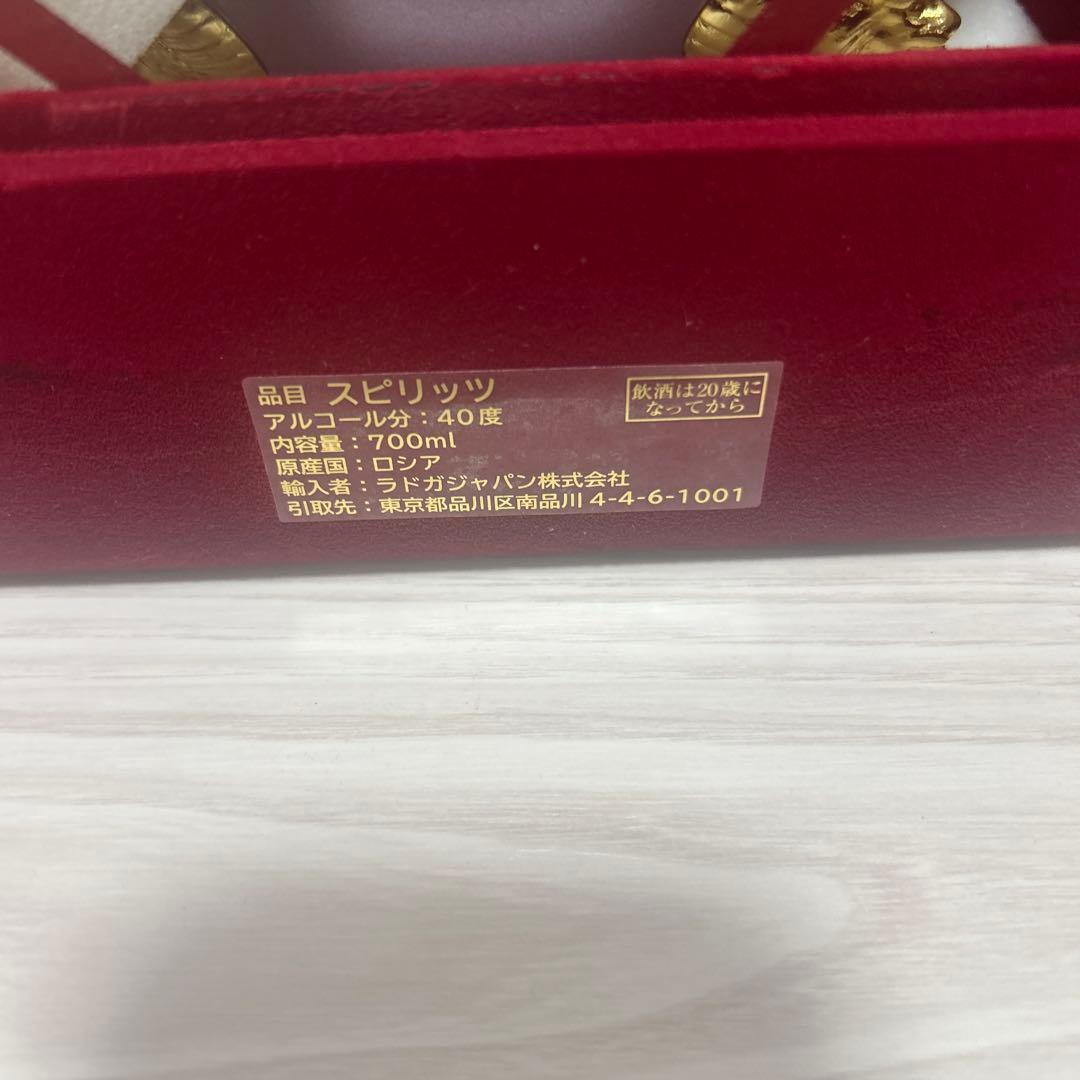 品目 スピリッツ
飲酒は20歳に
なってから
アルコール分：40度
内容量：700ml
原産国：ロシア
輸入者：ラドガジャパン株式会社
引取先：東京都品川区南品川 4-4-6-1001